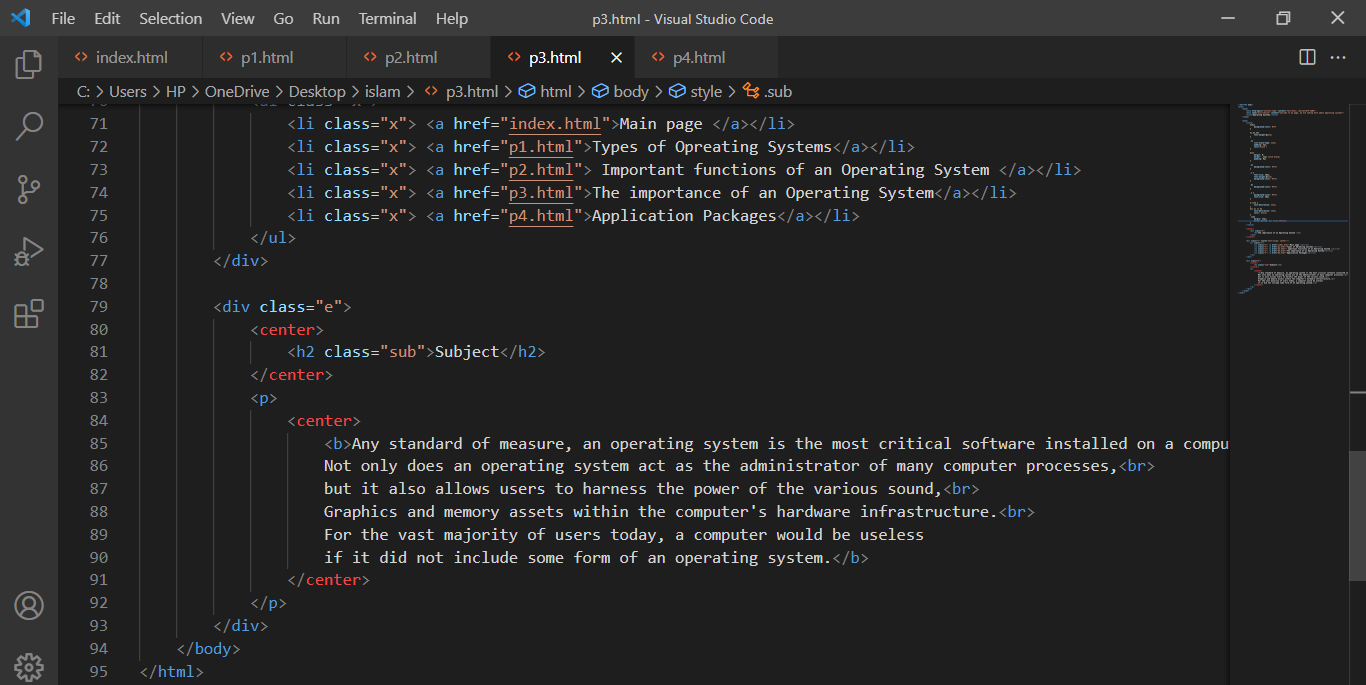 File Edit Selection View Go Run Terminal Help p3.html - Visual Studio Code
index.html p1.html p2.html p3.html p4.html
C: > Users > HP > OneDrive > Desktop > islam > p3.html > html > body > style > .sub
71 <li class="x"> <a href="index.html">Main page </a></li>
72 <li class="x"> <a href="p1.html">Types of Opreating Systems</a></li>
73 <li class="x"> <a href="p2.html"> Important functions of an Operating System </a></li>
74 <li class="x"> <a href="p3.html">The importance of an Operating System</a></li>
75 <li class="x"> <a href="p4.html">Application Packages</a></li>
76 </ul>
77 </div>
78
79 <div class="e">
80 <center>
81 <h2 class="sub">Subject</h2>
82 </center>
83 <p>
84 <center>
85 <b>Any standard of measure, an operating system is the most critical software installed on a compu
86 Not only does an operating system act as the administrator of many computer processes,<br>
87 but it also allows users to harness the power of the various sound,<br>
88 Graphics and memory assets within the computer's hardware infrastructure.<br>
89 For the vast majority of users today, a computer would be useless
90 if it did not include some form of an operating system.</b>
91 </center>
92 </p>
93 </div>
94 </body>
95 </html>